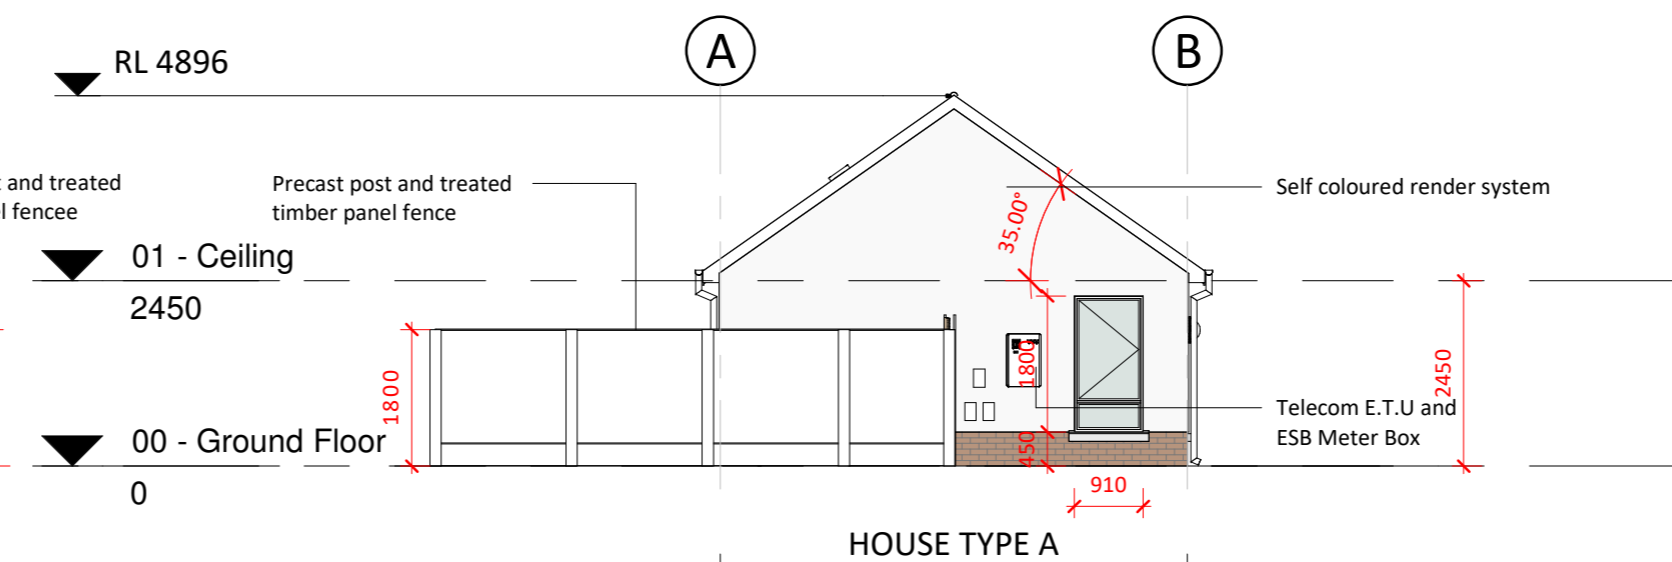 A
B
RL 4896
t and treated
l fencee
Precast post and treated
timber panel fence
Self coloured render system
35.00°
01 - Ceiling
2450
1800
1800
450
2450
Telecom E.T.U and
ESB Meter Box
00 - Ground Floor
0
910
HOUSE TYPE A